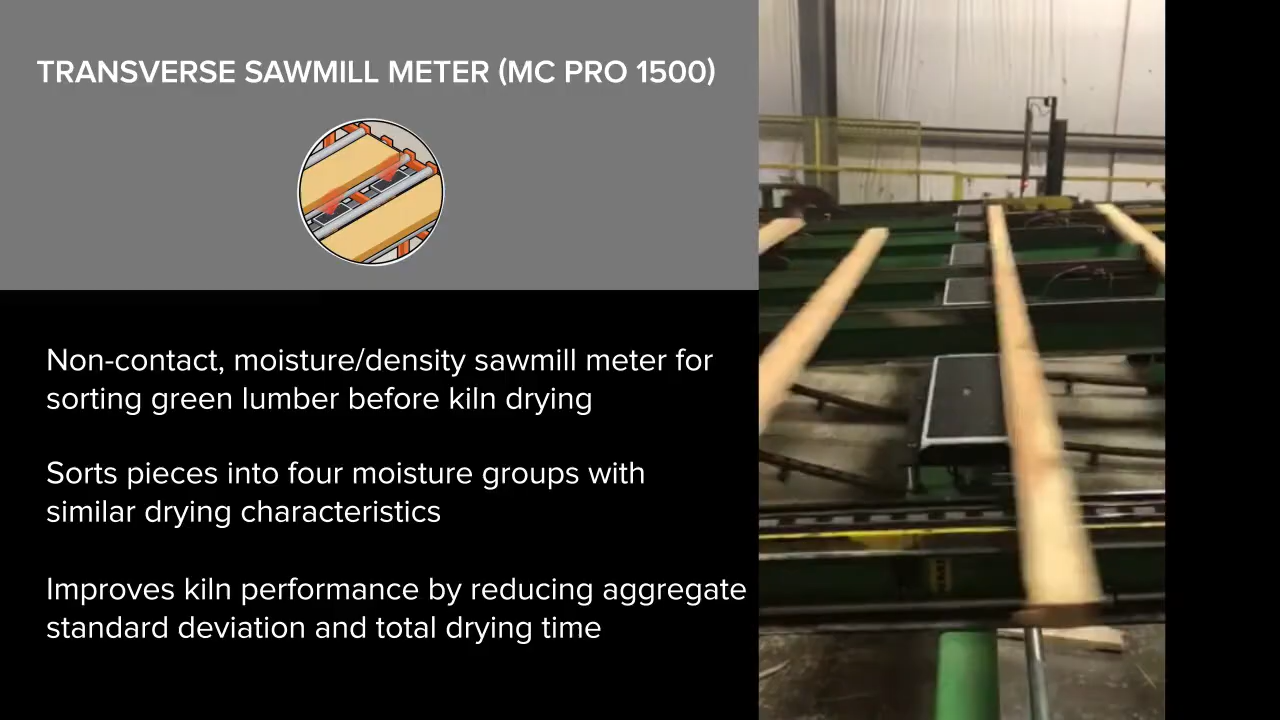 TRANSVERSE SAWMILL METER (MC PRO 1500)
Non-contact, moisture/density sawmill meter for
sorting green lumber before kiln drying
Sorts pieces into four moisture groups with
similar drying characteristics
Improves kiln performance by reducing aggregate
standard deviation and total drying time